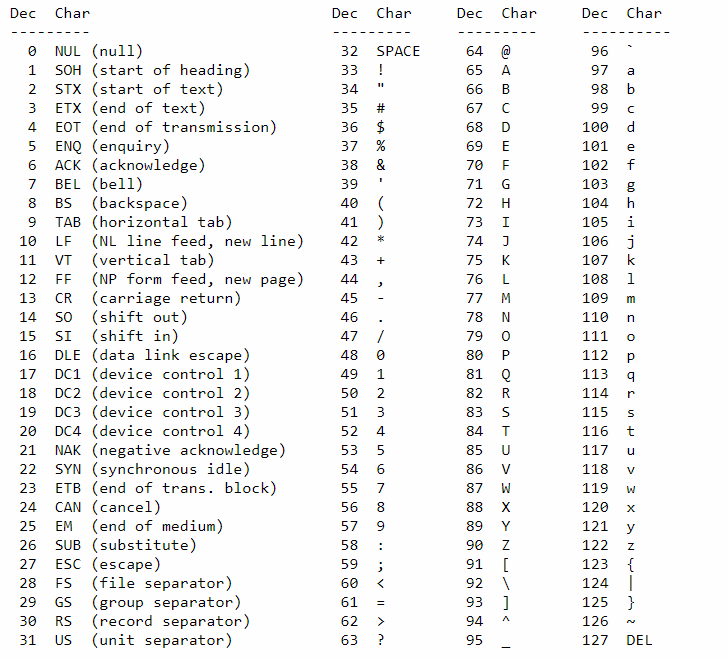 Dec  Char                           Dec  Char     Dec  Char     Dec  Char
---------                           ---------     ---------     ----------
  0  NUL (null)                      32  SPACE     64  @         96  `
  1  SOH (start of heading)          33  !         65  A         97  a
  2  STX (start of text)             34  "         66  B         98  b
  3  ETX (end of text)               35  #         67  C         99  c
  4  EOT (end of transmission)       36  $         68  D        100  d
  5  ENQ (enquiry)                   37  %         69  E        101  e
  6  ACK (acknowledge)               38  &         70  F        102  f
  7  BEL (bell)                      39  '         71  G        103  g
  8  BS  (backspace)                 40  (         72  H        104  h
  9  TAB (horizontal tab)            41  )         73  I        105  i
 10  LF  (NL line feed, new line)    42  *         74  J        106  j
 11  VT  (vertical tab)              43  +         75  K        107  k
 12  FF  (NP form feed, new page)    44  ,         76  L        108  l
 13  CR  (carriage return)           45  -         77  M        109  m
 14  SO  (shift out)                 46  .         78  N        110  n
 15  SI  (shift in)                  47  /         79  O        111  o
 16  DLE (data link escape)          48  0         80  P        112  p
 17  DC1 (device control 1)          49  1         81  Q        113  q
 18  DC2 (device control 2)          50  2         82  R        114  r
 19  DC3 (device control 3)          51  3         83  S        115  s
 20  DC4 (device control 4)          52  4         84  T        116  t
 21  NAK (negative acknowledge)      53  5         85  U        117  u
 22  SYN (synchronous idle)          54  6         86  V        118  v
 23  ETB (end of trans. block)       55  7         87  W        119  w
 24  CAN (cancel)                    56  8         88  X        120  x
 25  EM  (end of medium)             57  9         89  Y        121  y
 26  SUB (substitute)                58  :         90  Z        122  z
 27  ESC (escape)                    59  ;         91  [        123  {
 28  FS  (file separator)            60  <         92  \        124  |
 29  GS  (group separator)           61  =         93  ]        125  }
 30  RS  (record separator)          62  >         94  ^        126  ~
 31  US  (unit separator)            63  ?         95  _        127  DEL